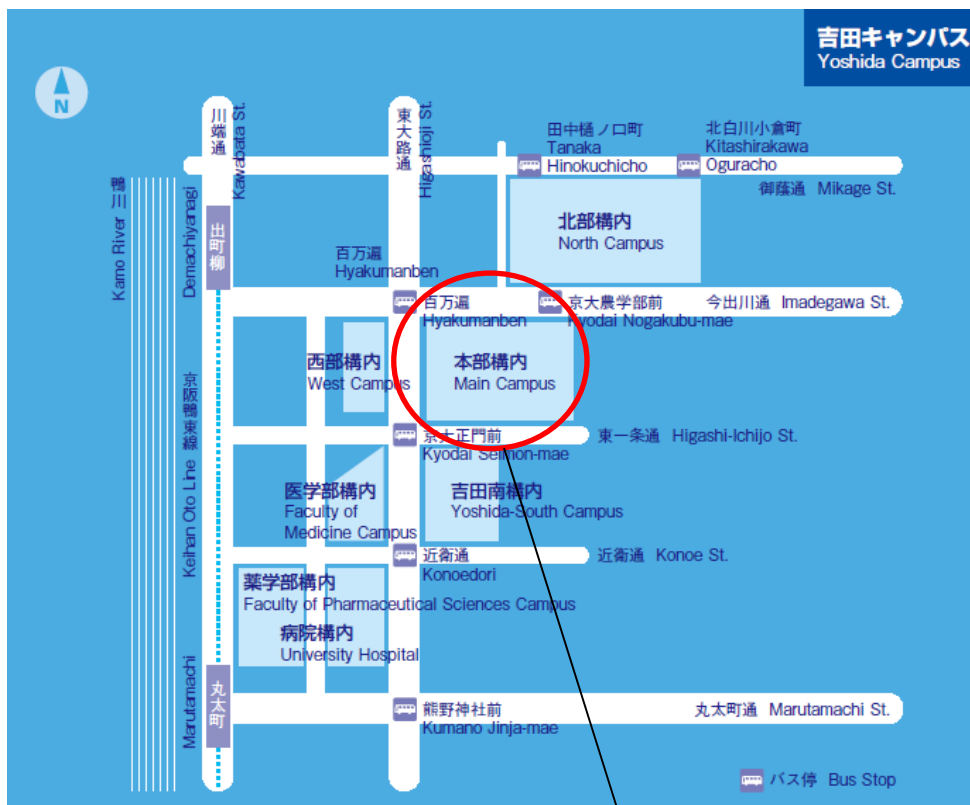 吉田キャンパス
Yoshida Campus
N
川端通
Kawabata St.
東大路通
Higashioji St.
田中樋ノ口町
Tanaka
Hinokuchicho
北白川小倉町
Kitashirakawa
Oguracho
御蔭通 Mikage St.
鴨川
Kamo River
Demachiyanagi
出町柳
北部構内
North Campus
百万遍
Hyakumanben
百万遍
Hyakumanben
京大農学部前
Kyodai Nogakubu-mae
今出川通 Imadegawa St.
西部構内
West Campus
本部構内
Main Campus
京阪鴨東線
Keihan Oto Line
京大正門前
Kyodai Seimon-mae
東一条通 Higashi-Ichijo St.
医学部構内
Faculty of
Medicine Campus
吉田南構内
Yoshida-South Campus
近衛通
Konoedori
近衛通 Konoe St.
薬学部構内
Faculty of Pharmaceutical Sciences Campus
病院構内
University Hospital
Marutamachi
丸太町
熊野神社前
Kumano Jinja-mae
丸太町通 Marutamachi St.
バス停 Bus Stop